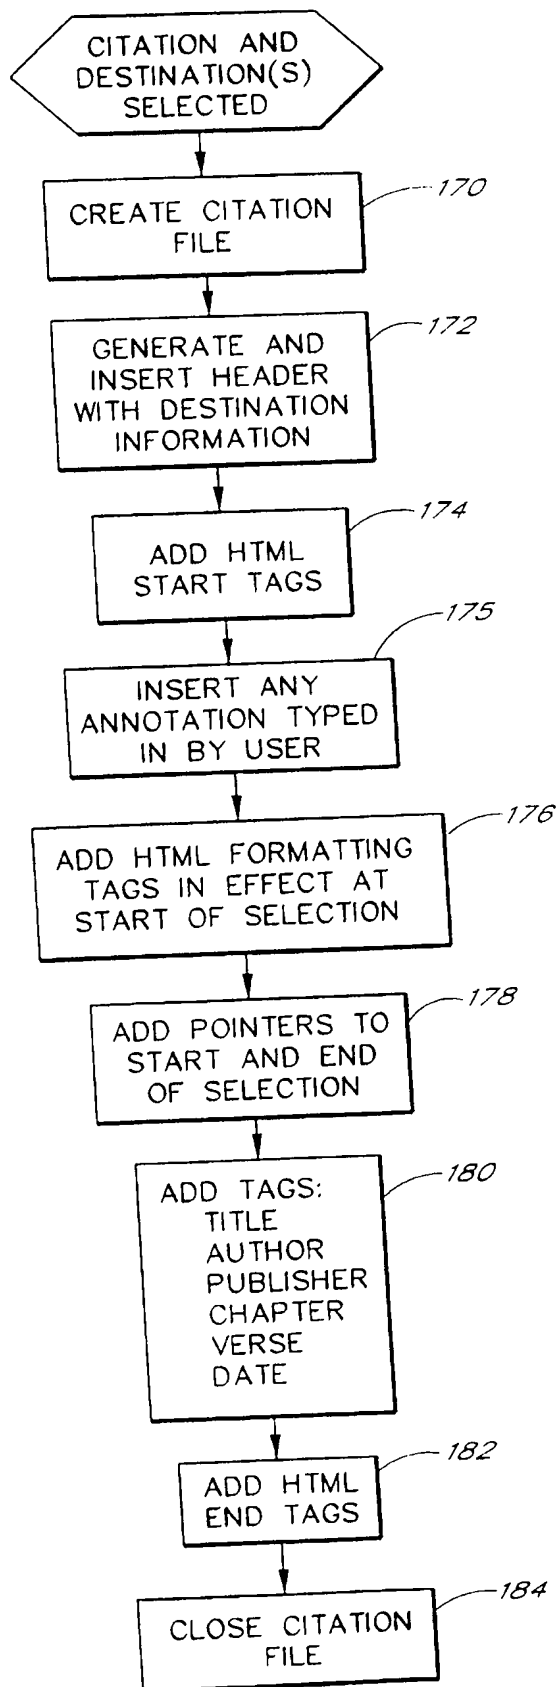 CITATION AND
DESTINATION(S)
SELECTED
170
CREATE CITATION
FILE
172
GENERATE AND
INSERT HEADER
WITH DESTINATION
INFORMATION
174
ADD HTML
START TAGS
175
INSERT ANY
ANNOTATION TYPED
IN BY USER
176
ADD HTML FORMATTING
TAGS IN EFFECT AT
START OF SELECTION
178
ADD POINTERS TO
START AND END
OF SELECTION
180
ADD TAGS:
TITLE
AUTHOR
PUBLISHER
CHAPTER
VERSE
DATE
182
ADD HTML
END TAGS
184
CLOSE CITATION
FILE